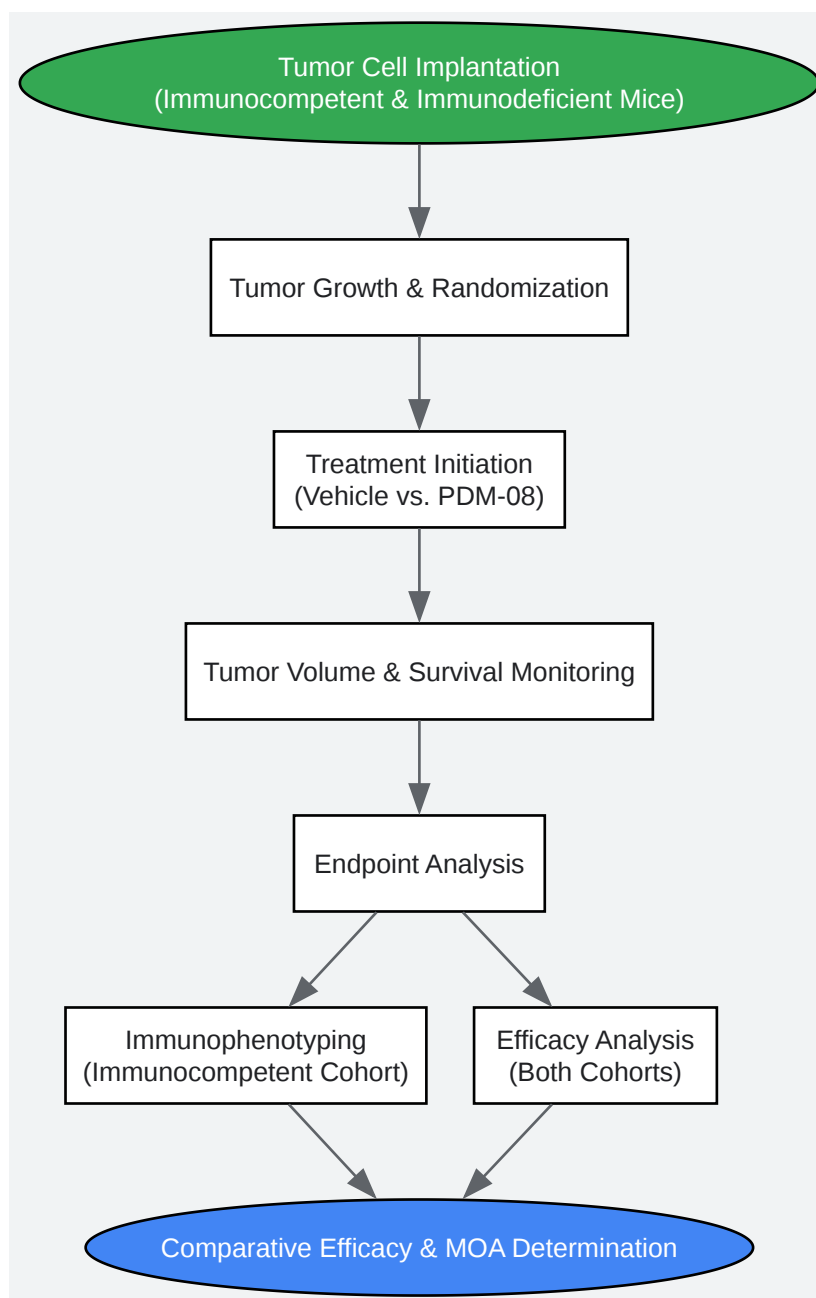 Tumor Cell Implantation
(Immunocompetent & Immunodeficient Mice)
Tumor Growth & Randomization
Treatment Initiation
(Vehicle vs. PDM-08)
Tumor Volume & Survival Monitoring
Endpoint Analysis
Immunophenotyping
(Immunocompetent Cohort)
Efficacy Analysis
(Both Cohorts)
Comparative Efficacy & MOA Determination